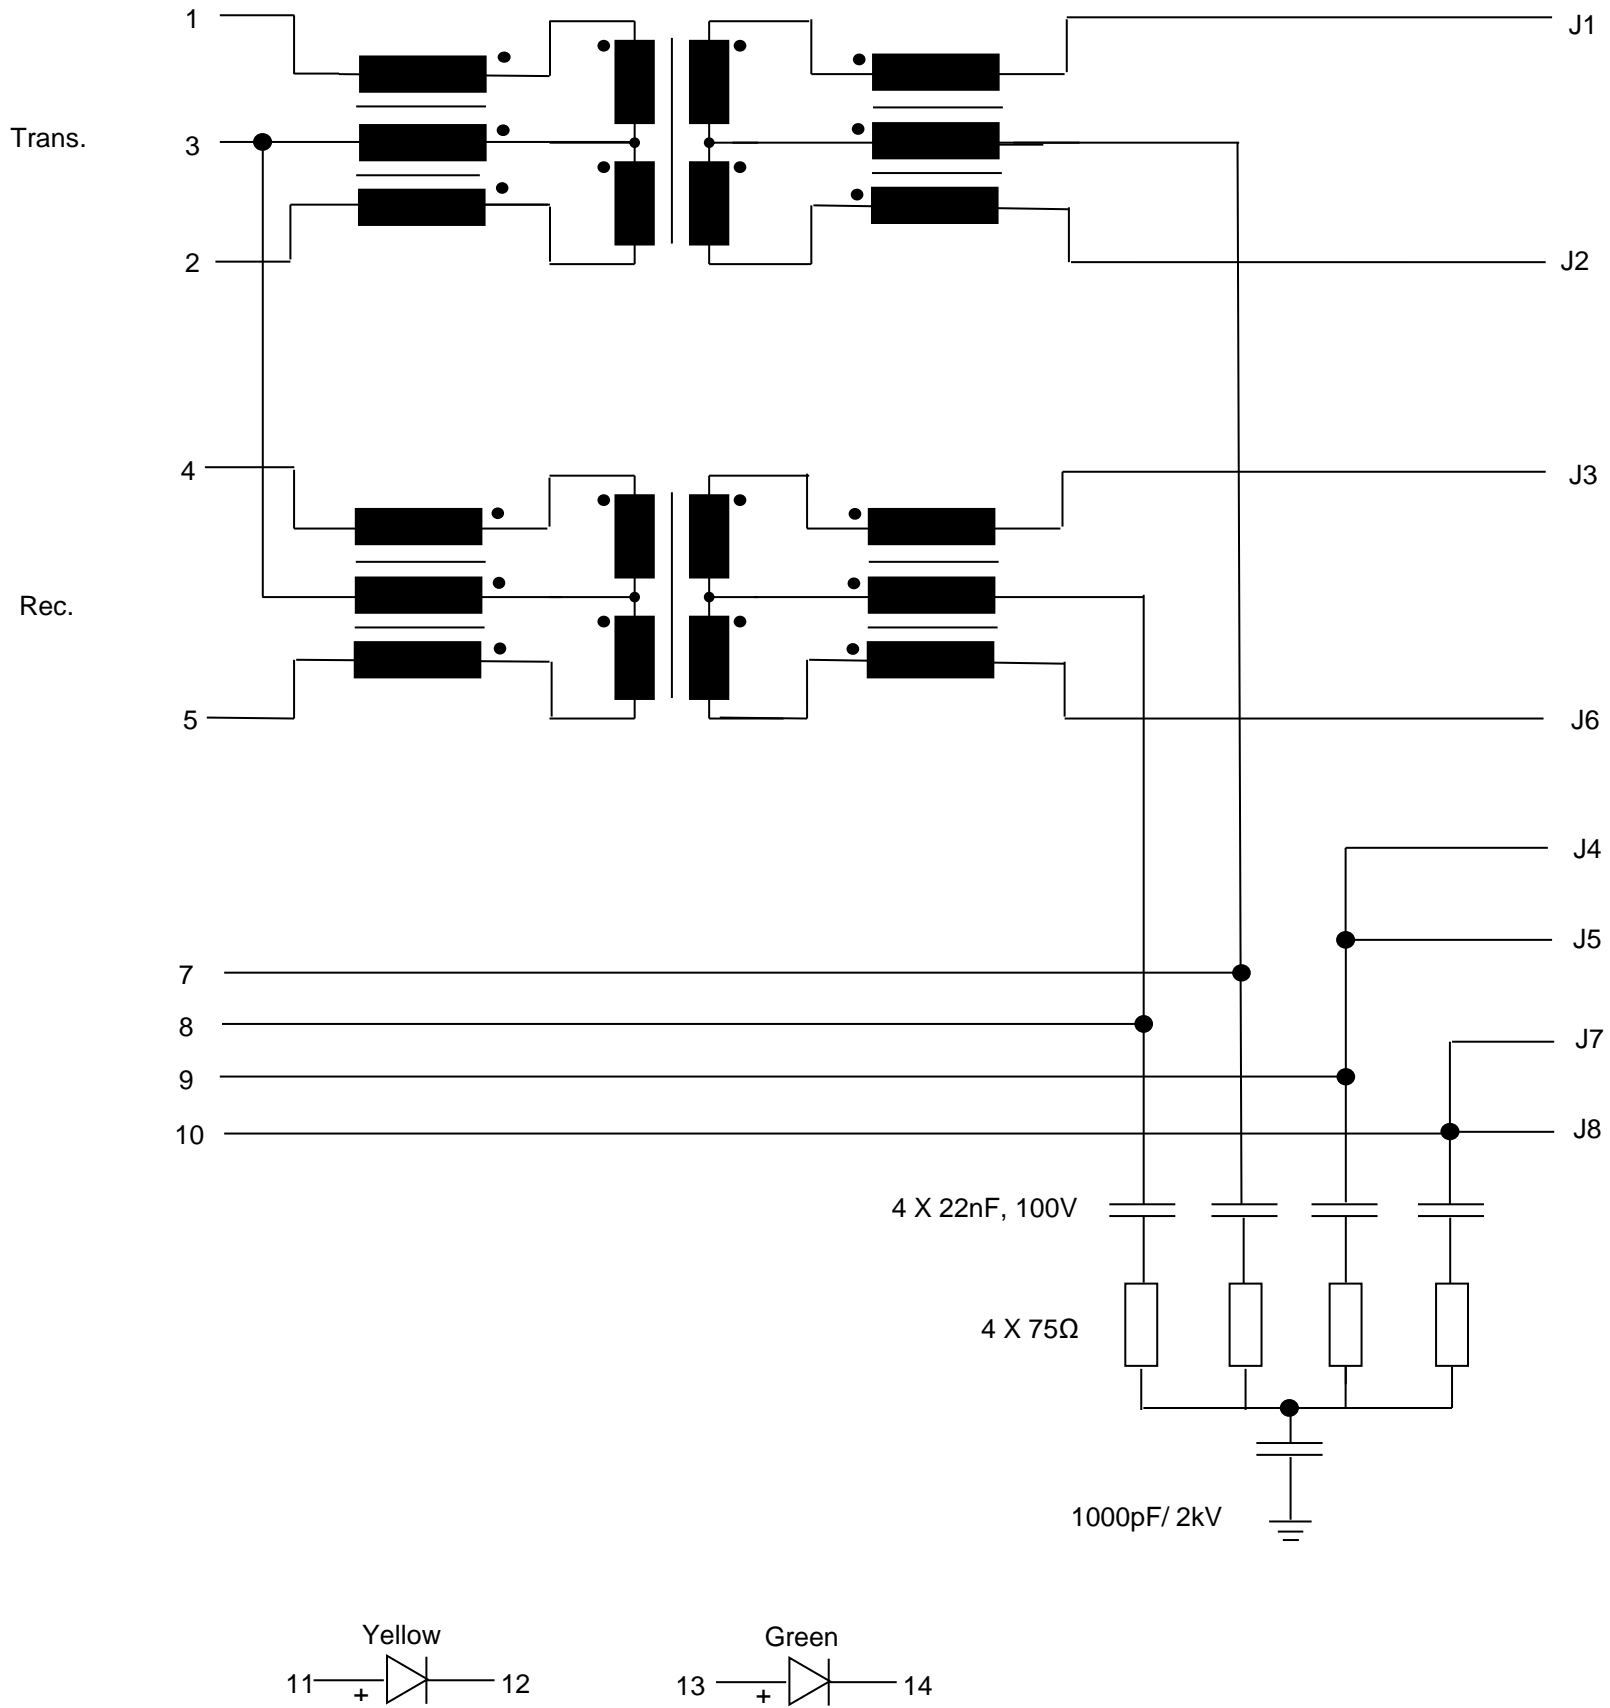 1
J1
Trans.
3
2
J2
4
J3
Rec.
5
J6
J4
J5
7
8
J7
9
10
J8
4 X 22nF, 100V
4 X 75Ω
1000pF/ 2kV
Yellow
Green
11
+
12
13
+
14